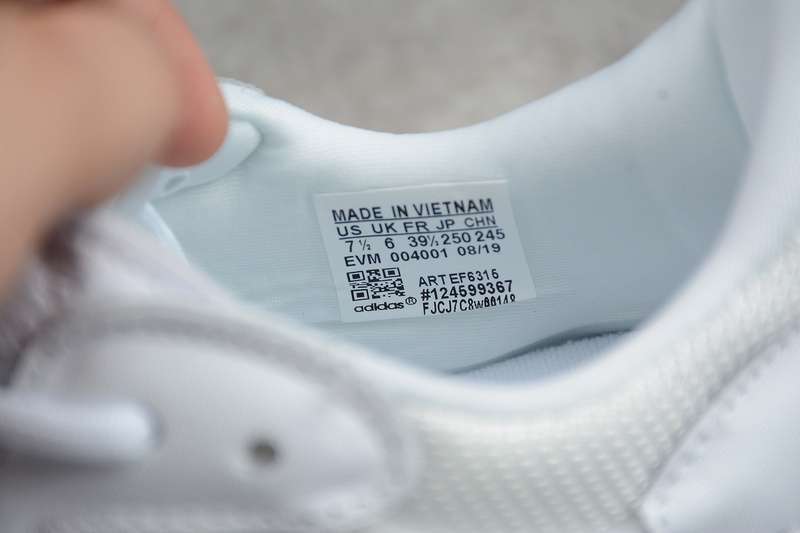 MADE IN VIETNAM
US UK FR JP CHN
7½ 6 39⅓ 250 245
EVM 004001 08/19
ART EF6316
#124699367
adidas®
FJCJ7C8w00148